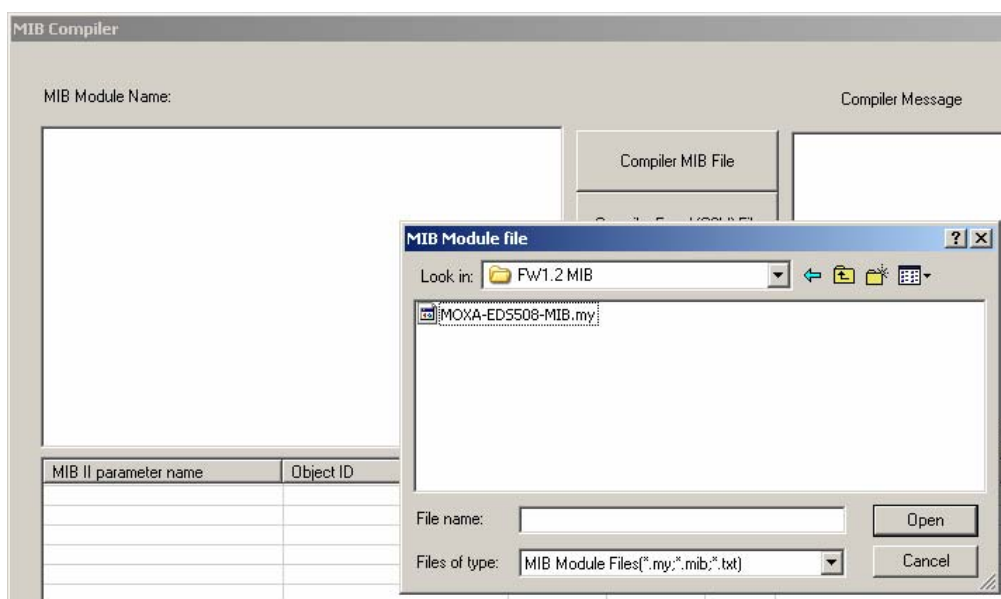 MIB Compiler
MIB Module Name:
Compiler Message
Compiler MIB File
MIB Module file
Look in: FW1.2 MIB
MOXA-EDS508-MIB.my
MIB II parameter name Object ID
File name:
Open
Files of type: MIB Module Files(*.my;*.mib;*.txt)
Cancel